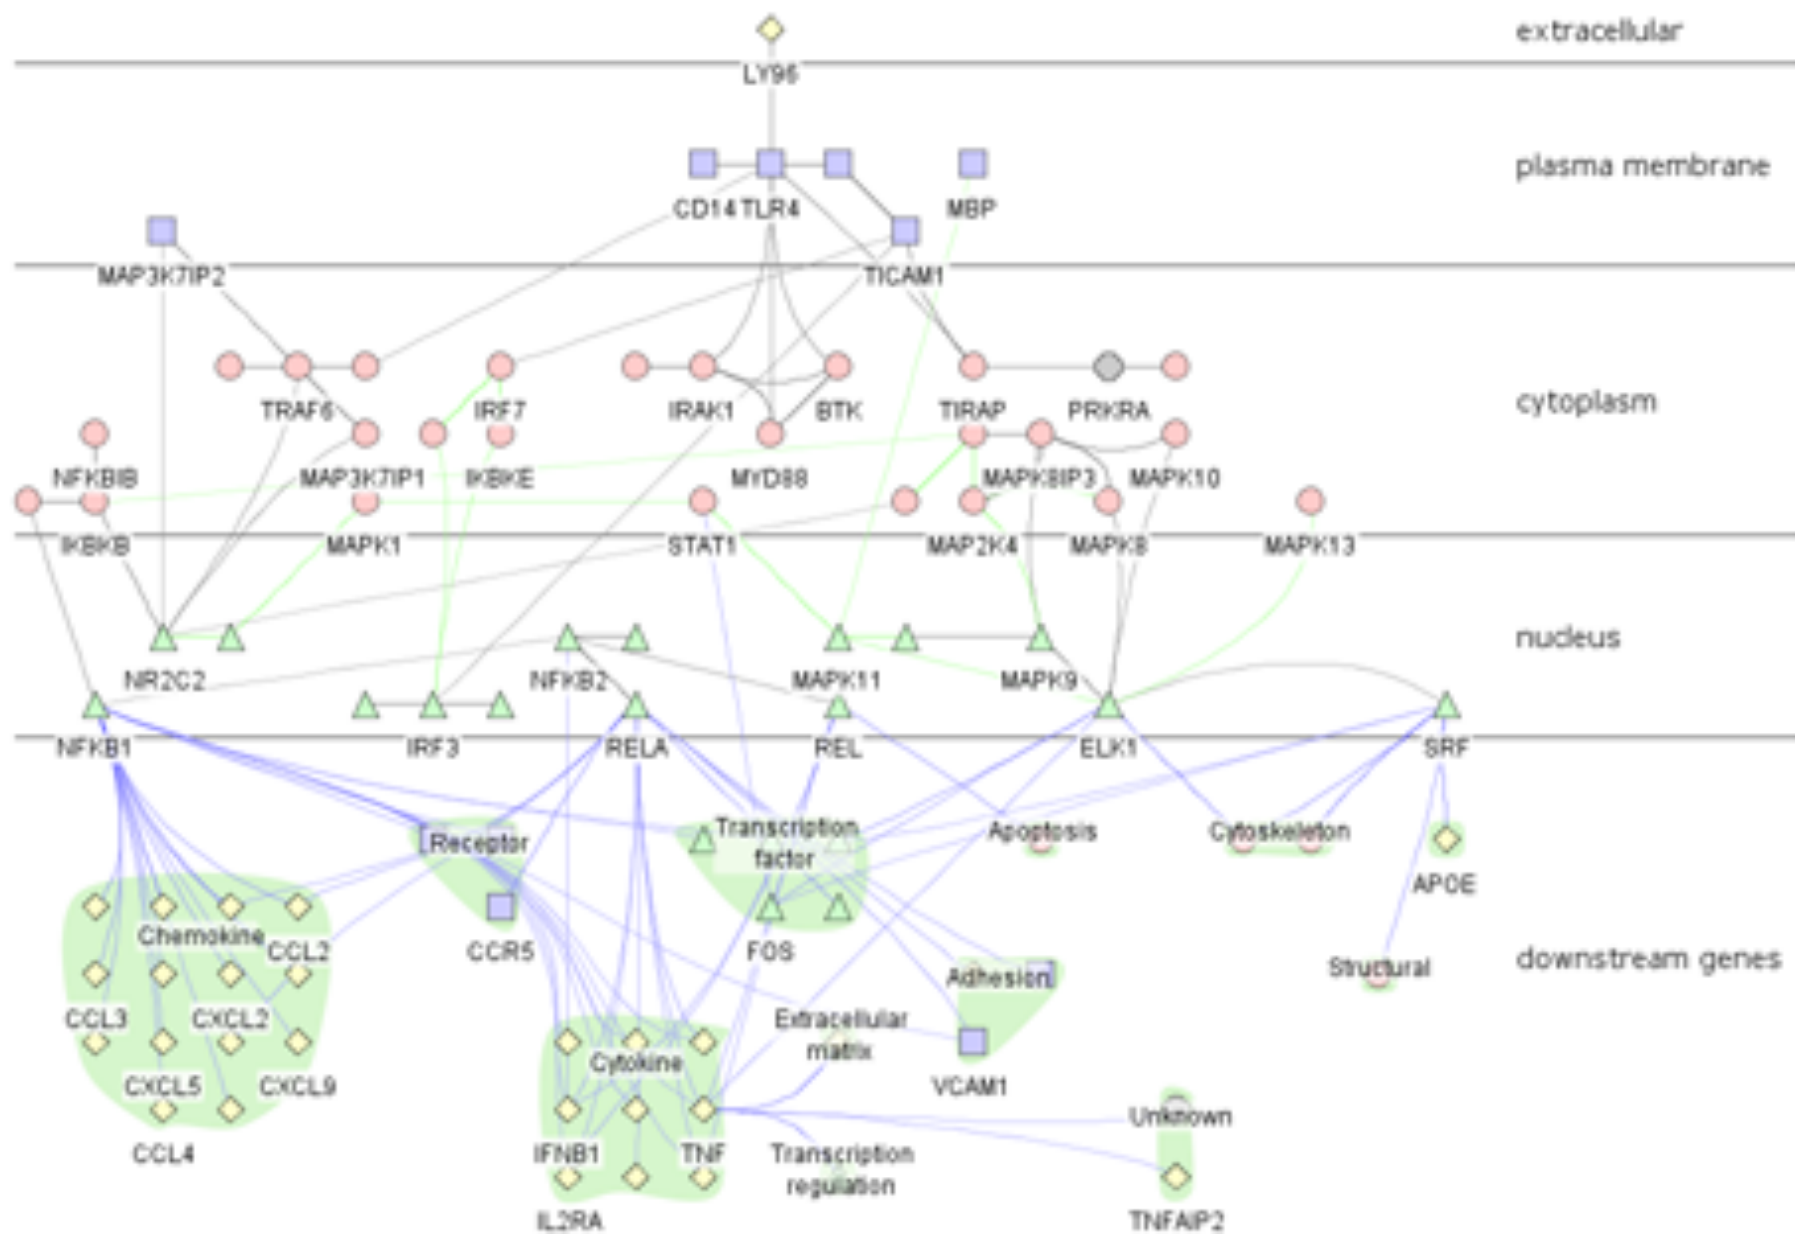 extracellular
LY96
plasma membrane
CD14 TLR4
MBP
MAP3K7IP2
TICAM1
cytoplasm
TRAF6
IRF7
IRAK1
BTK
TIRAP
PRKRA
NFKBIB
MAP3K7IP1
IKBKE
MYD88
MAPK8IP3
MAPK10
IKBKB
MAPK1
STAT1
MAP2K4
MAPK8
MAPK13
nucleus
NR2C2
NFKB2
MAPK11
MAPK9
NFKB1
IRF3
RELA
REL
ELK1
SRF
Receptor
Transcription
factor
Apoptosis
Cytoskeleton
APOE
Chemokine
CCL2
CCR5
FOS
downstream genes
Adhesion
Structural
CCL3
CXCL2
Extracellular
matrix
Cytokine
CXCL5
CXCL9
VCAM1
Unknown
CCL4
IFNB1
TNF
Transcription
regulation
IL2RA
TNFAIP2